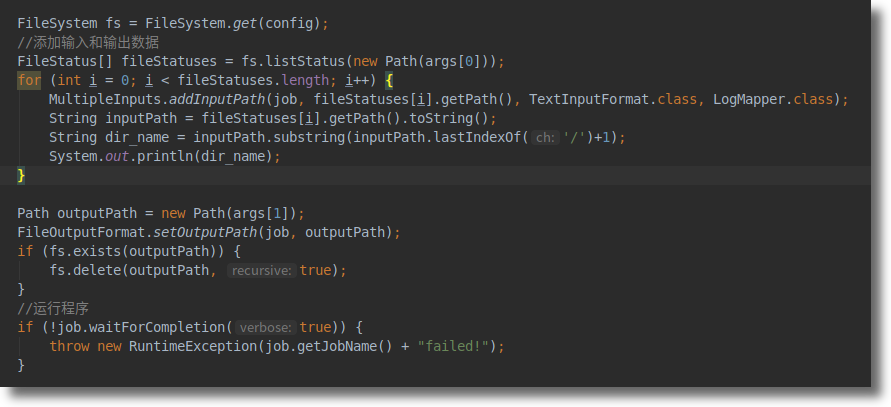 FileSystem fs = FileSystem.get(config);
//添加输入和输出数据
FileStatus[] fileStatuses = fs.listStatus(new Path(args[0]));
for (int i = 0; i < fileStatuses.length; i++) {
    MultipleInputs.addInputPath(job, fileStatuses[i].getPath(), TextInputFormat.class, LogMapper.class);
    String inputPath = fileStatuses[i].getPath().toString();
    String dir_name = inputPath.substring(inputPath.lastIndexOf( ch: '/')+1);
    System.out.println(dir_name);
}
Path outputPath = new Path(args[1]);
FileOutputFormat.setOutputPath(job, outputPath);
if (fs.exists(outputPath)) {
    fs.delete(outputPath, recursive: true);
}
//运行程序
if (!job.waitForCompletion( verbose: true)) {
    throw new RuntimeException(job.getJobName() + "failed!");
}